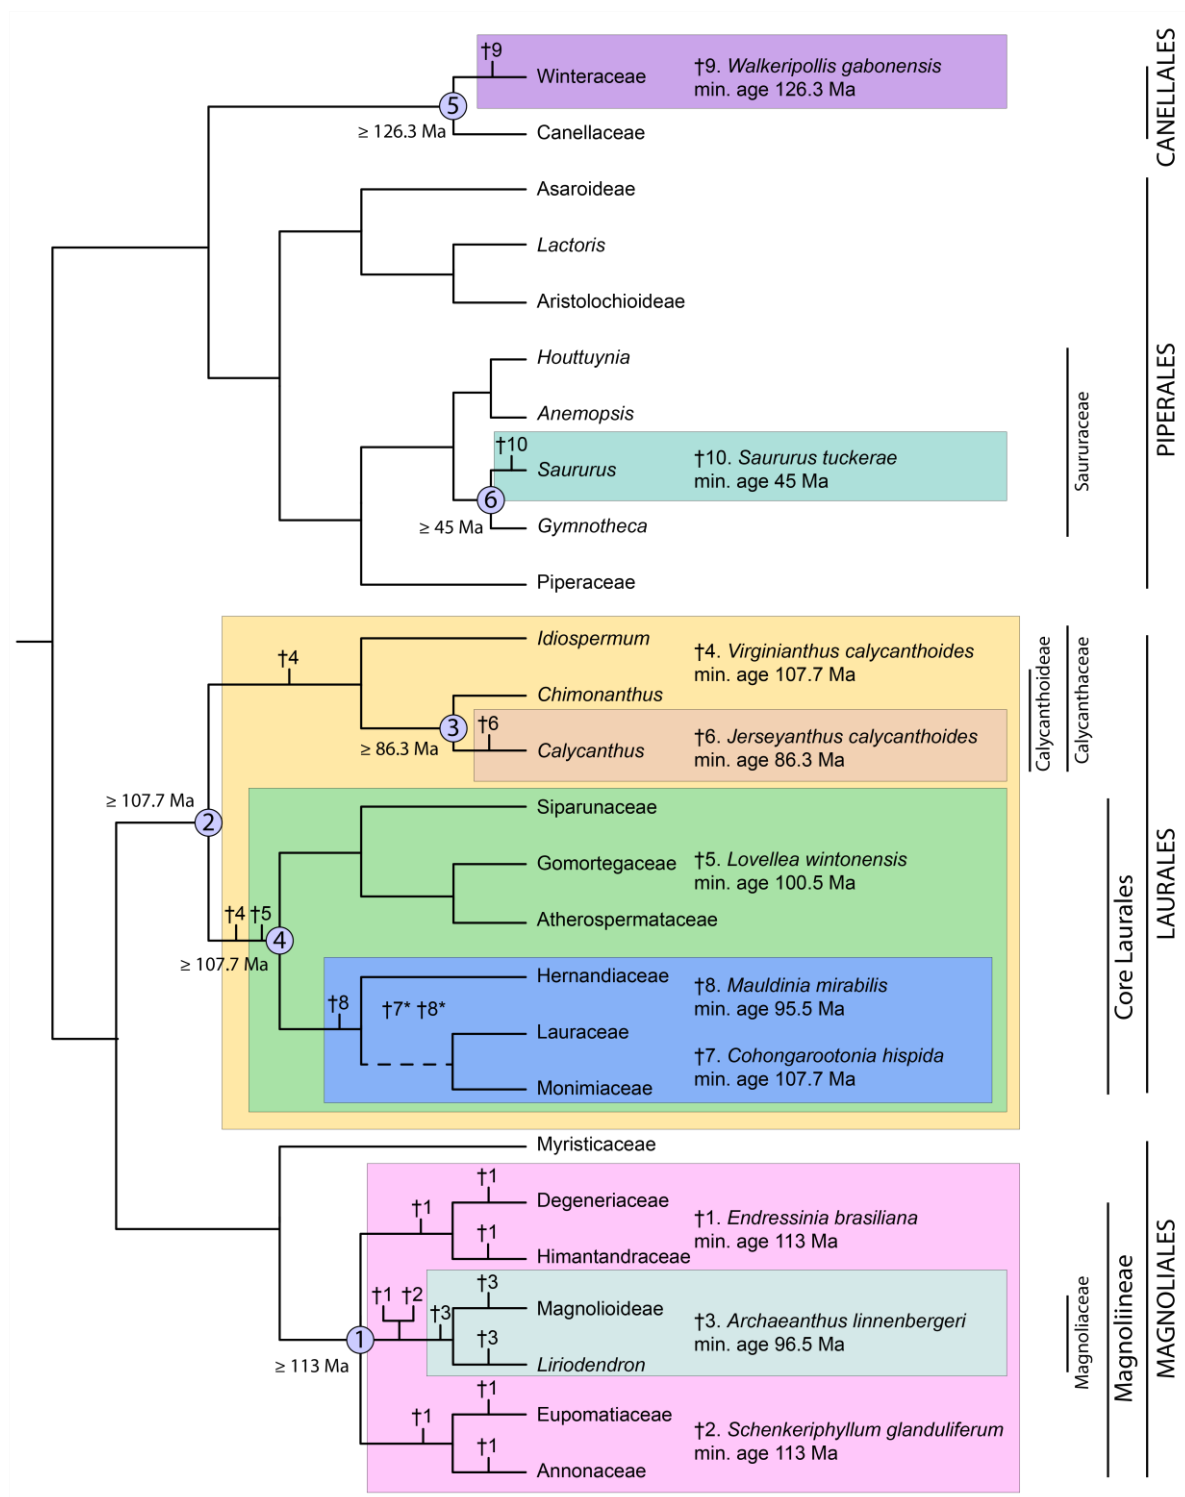 †9
Winteraceae
†9. Walkeripollis gabonensis
min. age 126.3 Ma
5
≥ 126.3 Ma
Canellaceae
CANELLALES
Asaroideae
Lactoris
Aristolochioideae
Houttuynia
Anemopsis
†10
Saururus
†10. Saururus tuckerae
min. age 45 Ma
6
≥ 45 Ma
Gymnotheca
Saururaceae
Piperaceae
PIPERALES
Idiospermum
†4
†4. Virginianthus calycanthoides
min. age 107.7 Ma
Chimonanthus
3
≥ 86.3 Ma
†6
Calycanthus
†6. Jerseyanthus calycanthoides
min. age 86.3 Ma
Calycanthoideae
Calycanthaceae
≥ 107.7 Ma
2
Siparunaceae
Gomortegaceae
†5. Lovellea wintonensis
min. age 100.5 Ma
Atherospermataceae
†4 †5
4
≥ 107.7 Ma
Hernandiaceae
†8
†7* †8*
†8. Mauldinia mirabilis
min. age 95.5 Ma
Lauraceae
†7. Cohongarootonia hispida
min. age 107.7 Ma
Monimiaceae
Core Laurales
LAURALES
Myristicaceae
†1
Degeneriaceae
†1
†1
Himantandraceae
†1. Endressinia brasiliana
min. age 113 Ma
†1 †2
†3
†3
Magnolioideae
†3
Liriodendron
†3. Archaeanthus linnenbergeri
min. age 96.5 Ma
1
≥ 113 Ma
Magnoliaceae
†1
Eupomatiaceae
†1
†1
Annonaceae
†2. Schenkeriphyllum glanduliferum
min. age 113 Ma
Magnoliineae
MAGNOLIALES